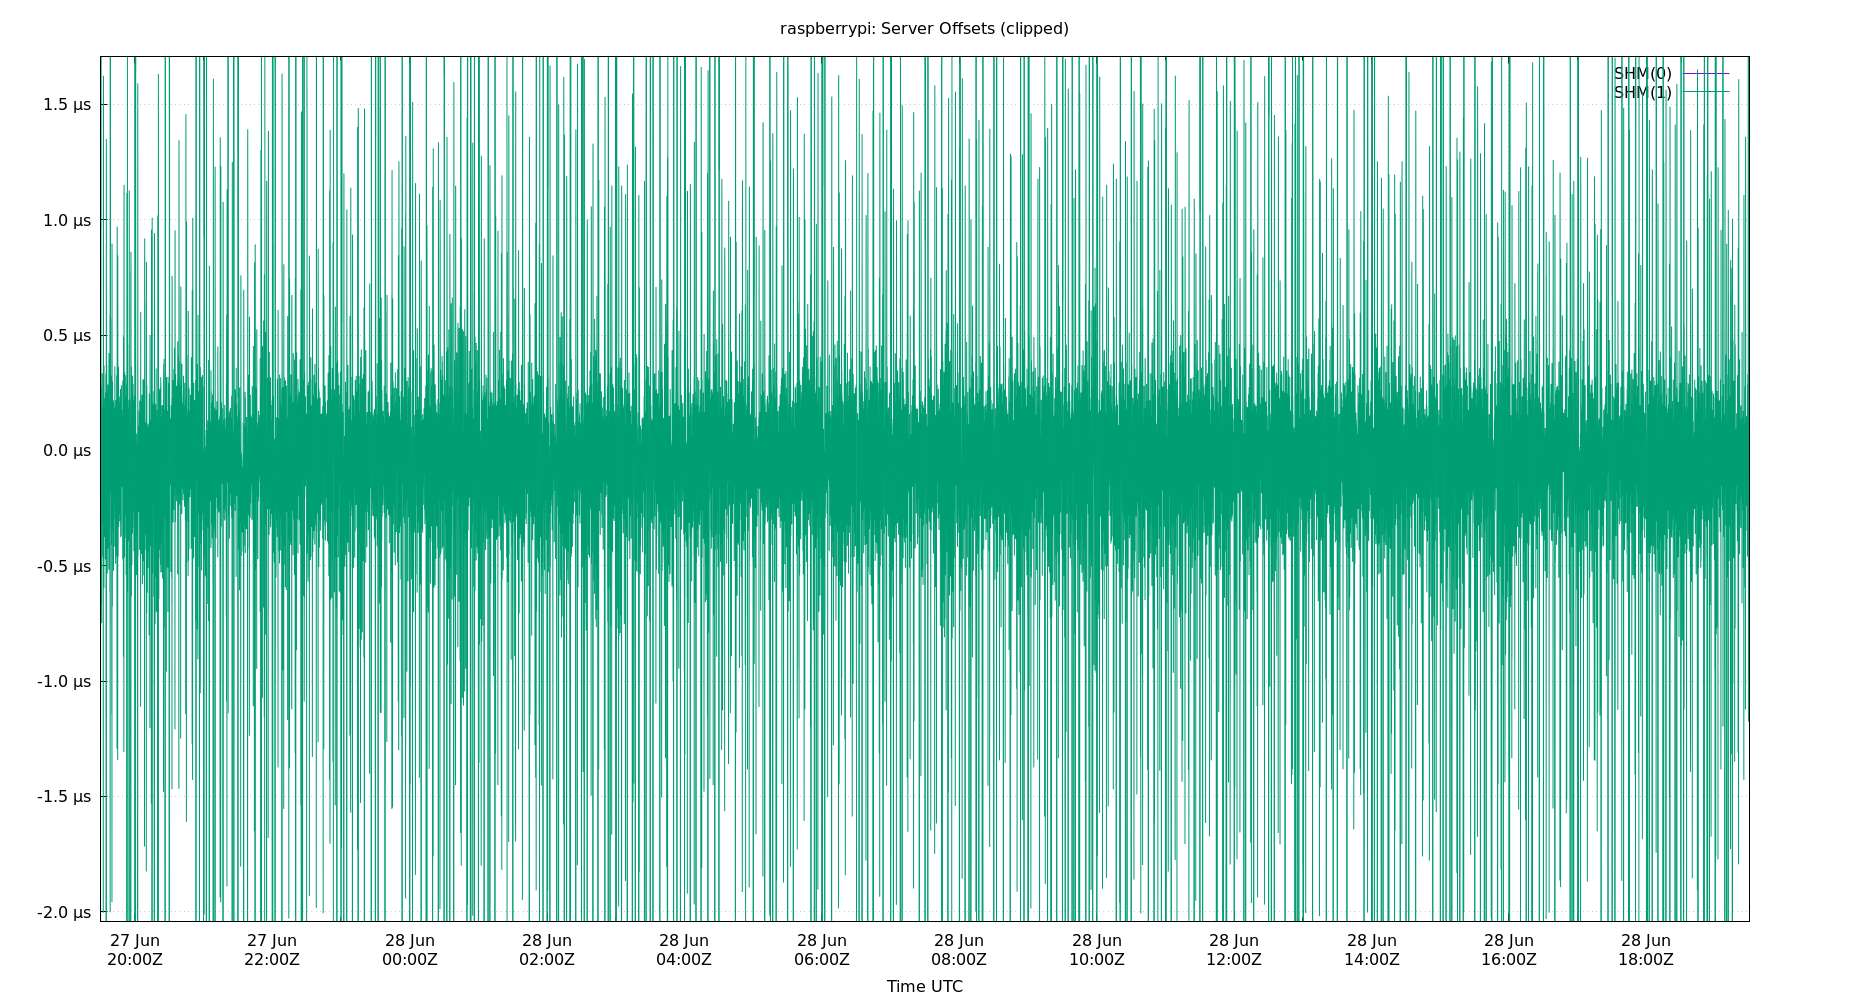 raspberrypi: Server Offsets (clipped)
SHM(0)
SHM(1)
1.5 µs
1.0 µs
0.5 µs
0.0 µs
-0.5 µs
-1.0 µs
-1.5 µs
-2.0 µs
27 Jun 27 Jun 28 Jun 28 Jun 28 Jun 28 Jun 28 Jun 28 Jun 28 Jun 28 Jun 28 Jun 28 Jun
20:00Z 22:00Z 00:00Z 02:00Z 04:00Z 06:00Z 08:00Z 10:00Z 12:00Z 14:00Z 16:00Z 18:00Z
Time UTC